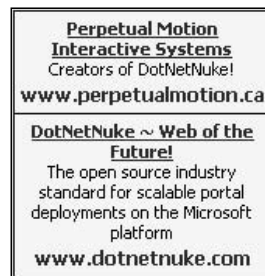 Perpetual Motion
Interactive Systems
Creators of DotNetNuke!
www.perpetualmotion.ca
DotNetNuke ~ Web of the
Future!
The open source industry
standard for scalable portal
deployments on the Microsoft
platform
www.dotnetnuke.com